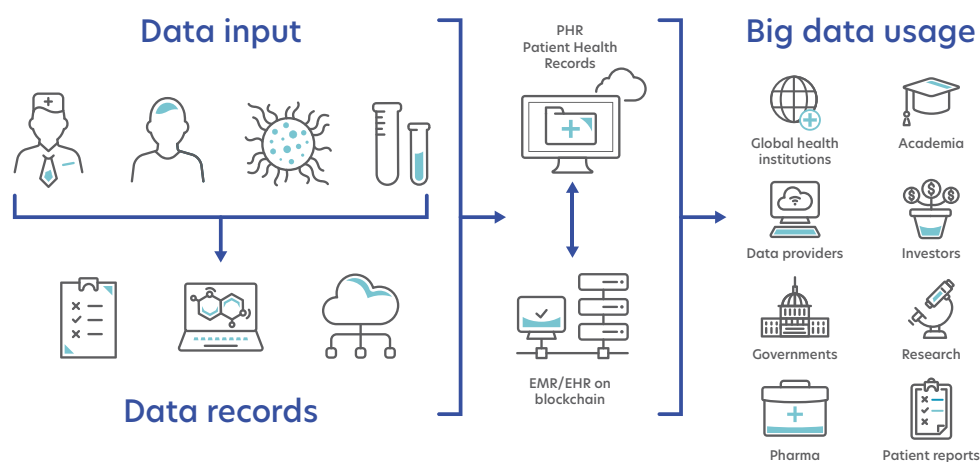 Data input
PHR
Patient Health
Records
Big data usage
Global health
institutions
Academia
Data providers
Investors
Governments
Research
Pharma
Patient reports
EMR/EHR on
blockchain
Data records